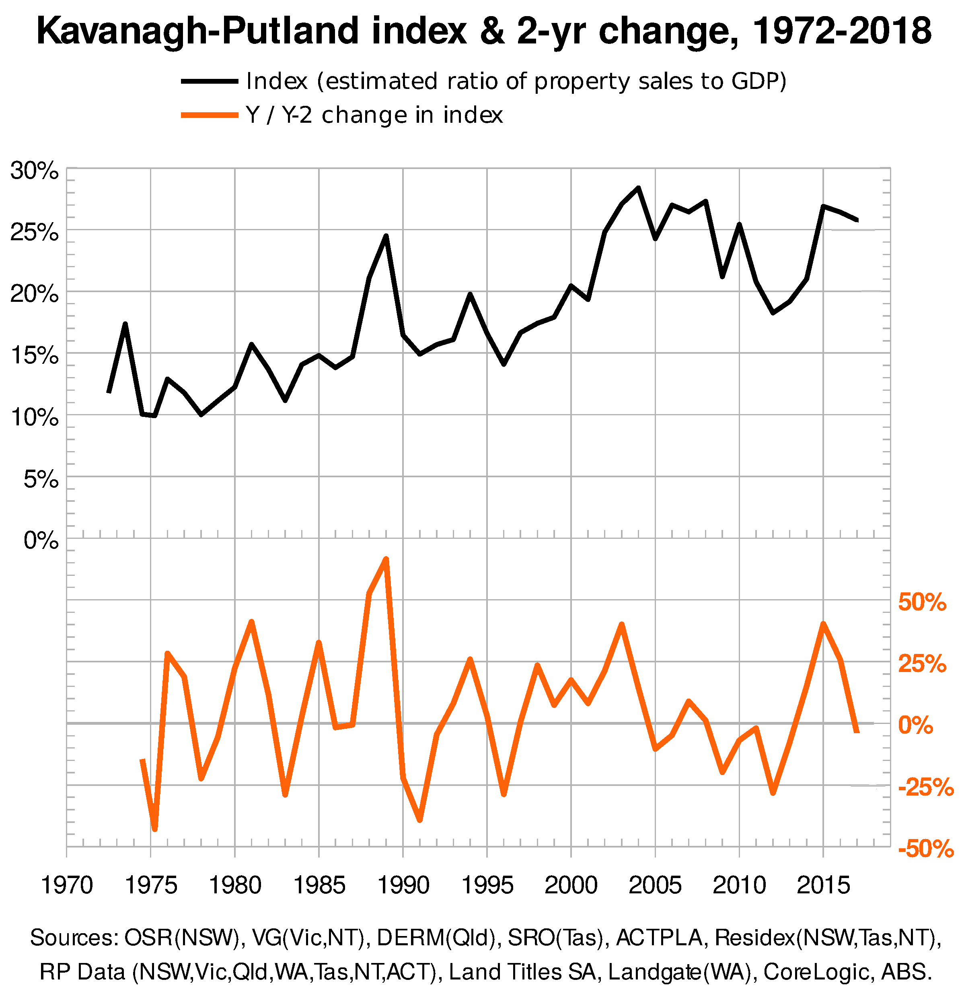 Kavanagh-Putland index & 2-yr change, 1972-2018
Index (estimated ratio of property sales to GDP)
Y / Y-2 change in index
30%
25%
20%
15%
10%
5%
0%
50%
25%
0%
-25%
-50%
1970 1975 1980 1985 1990 1995 2000 2005 2010 2015
Sources: OSR(NSW), VG(Vic,NT), DERM(Qld), SRO(Tas), ACTPLA, Residex(NSW,Tas,NT),
RP Data (NSW,Vic,Qld,WA,Tas,NT,ACT), Land Titles SA, Landgate(WA), CoreLogic, ABS.